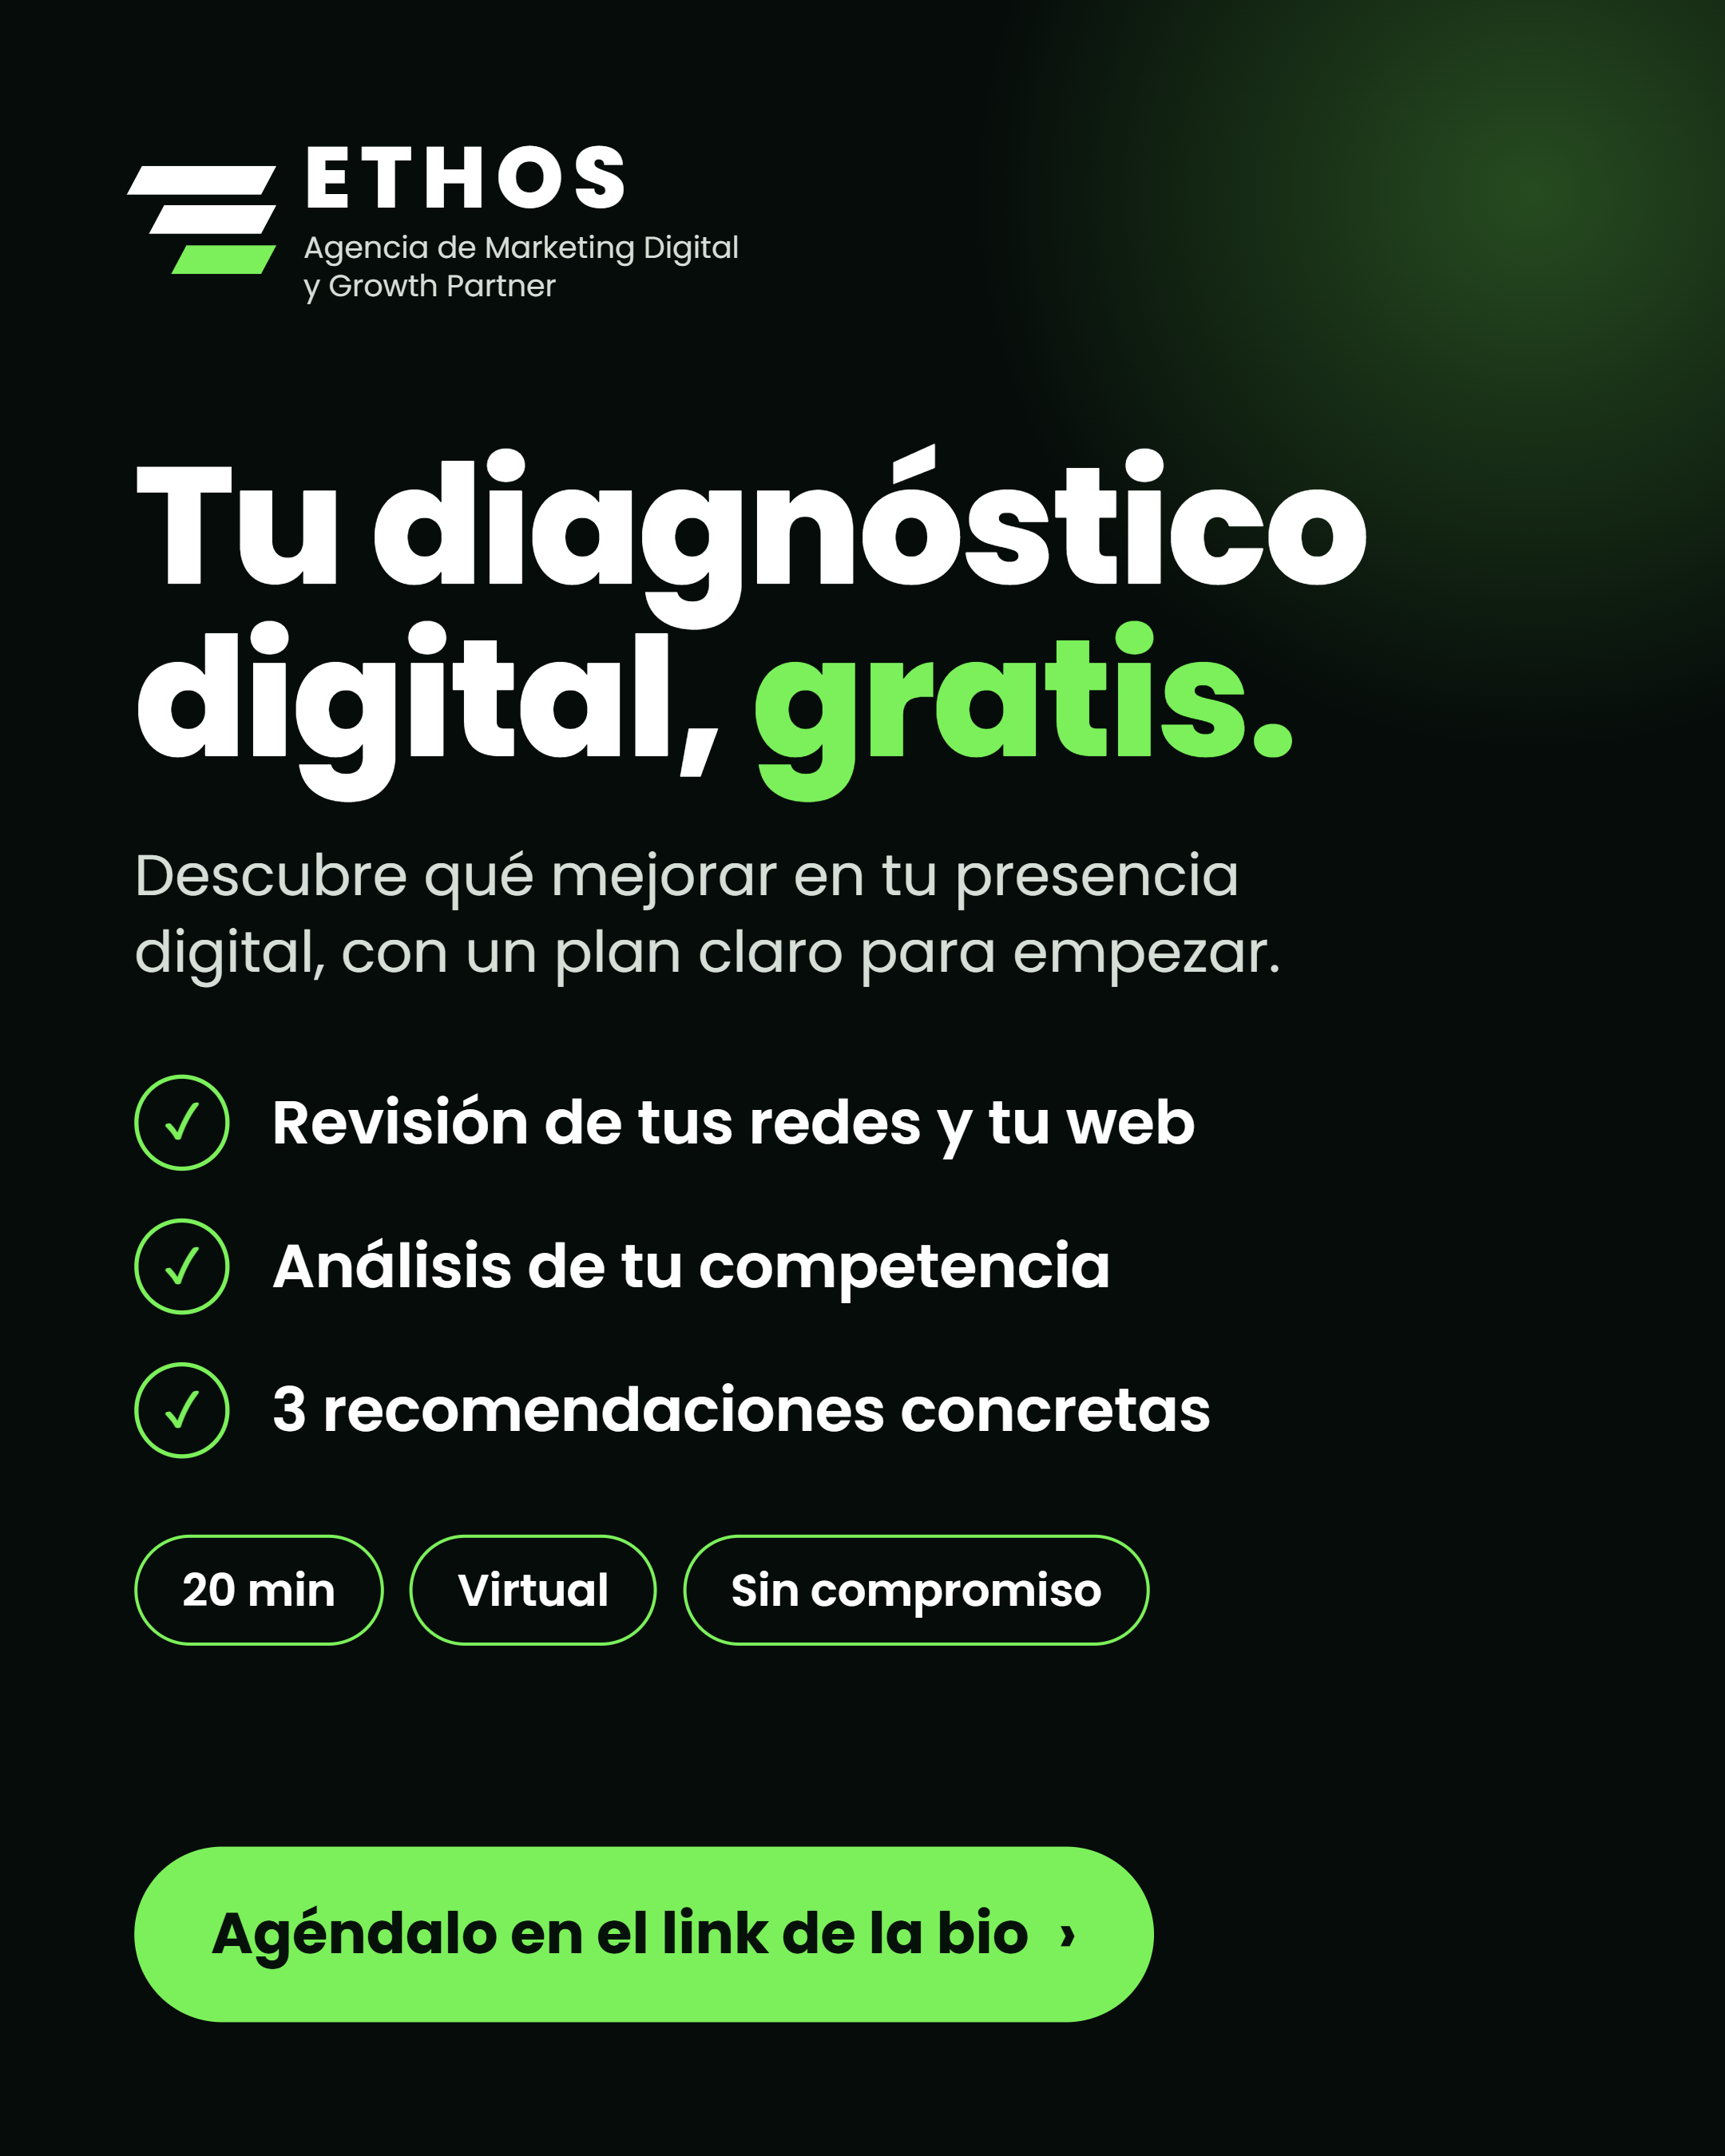 ETHOS
Agencia de Marketing Digital
y Growth Partner
Tu diagnóstico
digital, gratis.
Descubre qué mejorar en tu presencia
digital, con un plan claro para empezar.
✓ Revisión de tus redes y tu web
✓ Análisis de tu competencia
✓ 3 recomendaciones concretas
20 min Virtual Sin compromiso
Agéndalo en el link de la bio ›